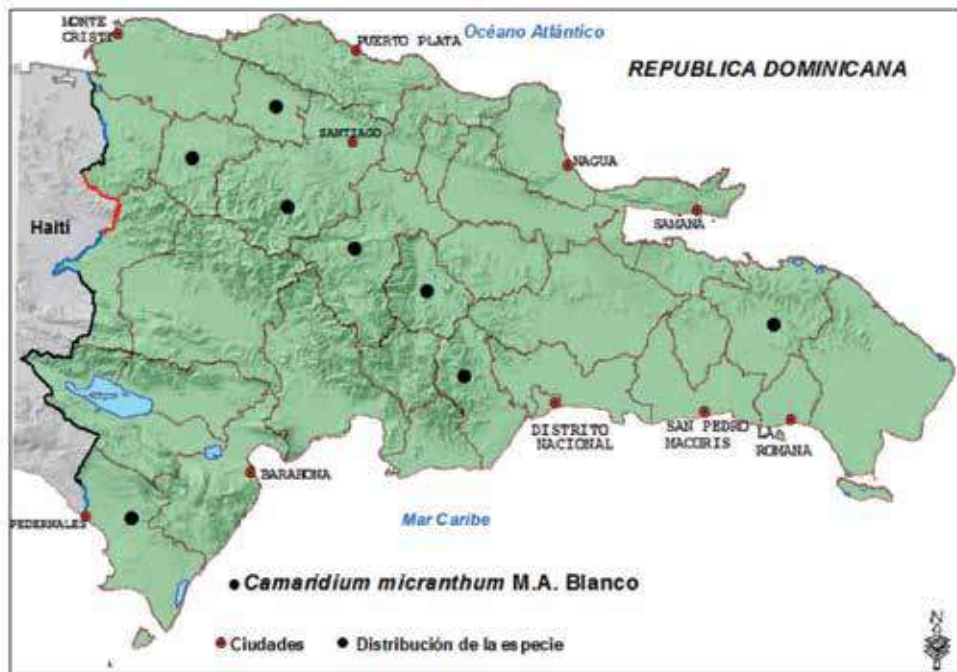 MONTE
CRISTI
PUERTO PLATA
Océano Atlántico
REPUBLICA DOMINICANA
SANTIAGO
NAGUA
Haití
SAMANA
DISTRITO
NACIONAL
SAN PEDRO
MACORIS
LA
ROMANA
BARAHONA
PEDERNALES
Mar Caribe
Camaridium micranthum M.A. Blanco
Ciudades
Distribución de la especie
N